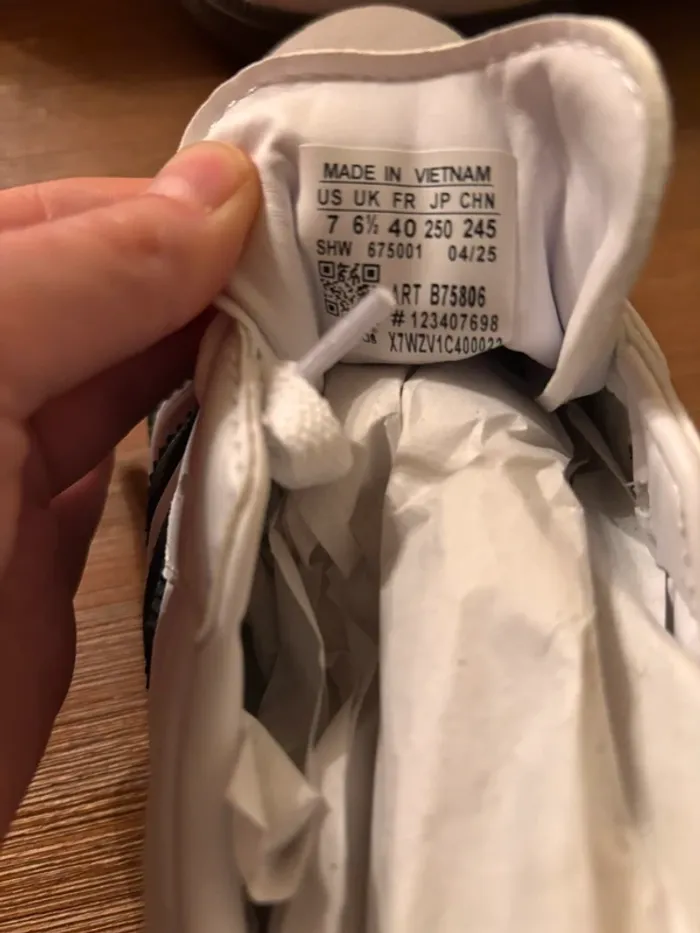 MADE IN VIETNAM
US UK FR JP CHN
7 6½ 40 250 245
SHW 675001 04/25
ART B75806
# 123407698
X7WZV1C400022